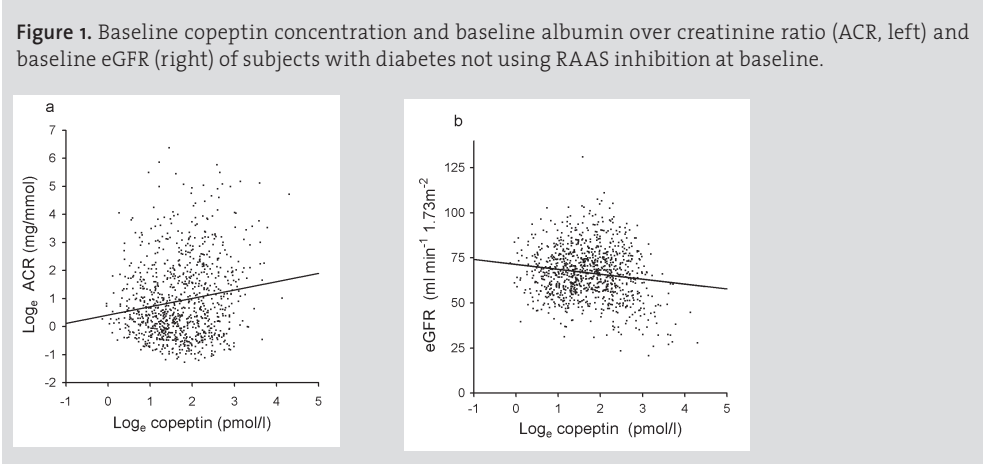 Figure 1. Baseline copeptin concentration and baseline albumin over creatinine ratio (ACR, left) and
baseline eGFR (right) of subjects with diabetes not using RAAS inhibition at baseline.
a
7
6
5
4
3
2
1
0
-1
-2
Logₑ ACR (mg/mmol)
-1 0 1 2 3 4 5
Logₑ copeptin (pmol/l)
b
125
100
75
50
25
0
eGFR (ml min⁻¹ 1.73m⁻²)
-1 0 1 2 3 4 5
Logₑ copeptin (pmol/l)